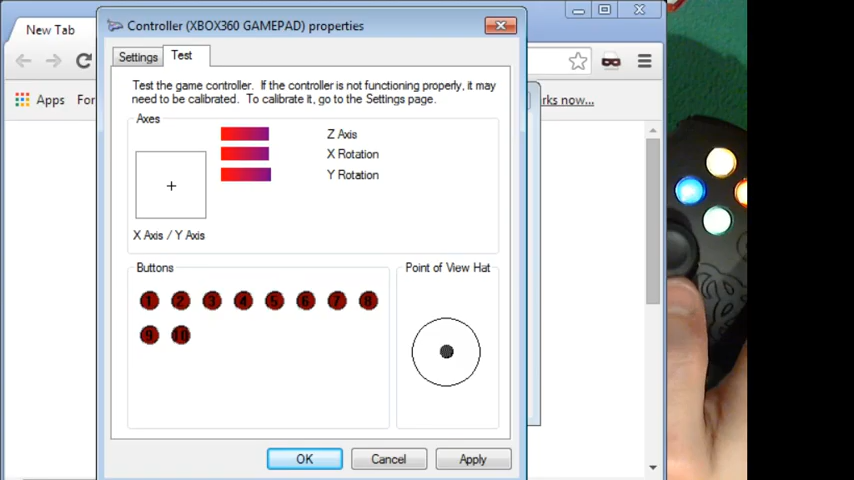 Controller (XBOX360 GAMEPAD) properties
New Tab
Settings
Test
Test the game controller. If the controller is not functioning properly, it may
need to be calibrated. To calibrate it, go to the Settings page.
Apps
For
rks now...
Axes
Z Axis
X Rotation
Y Rotation
X Axis / Y Axis
Buttons
Point of View Hat
1 2 3 4 5 6 7 8
9 10
OK
Cancel
Apply